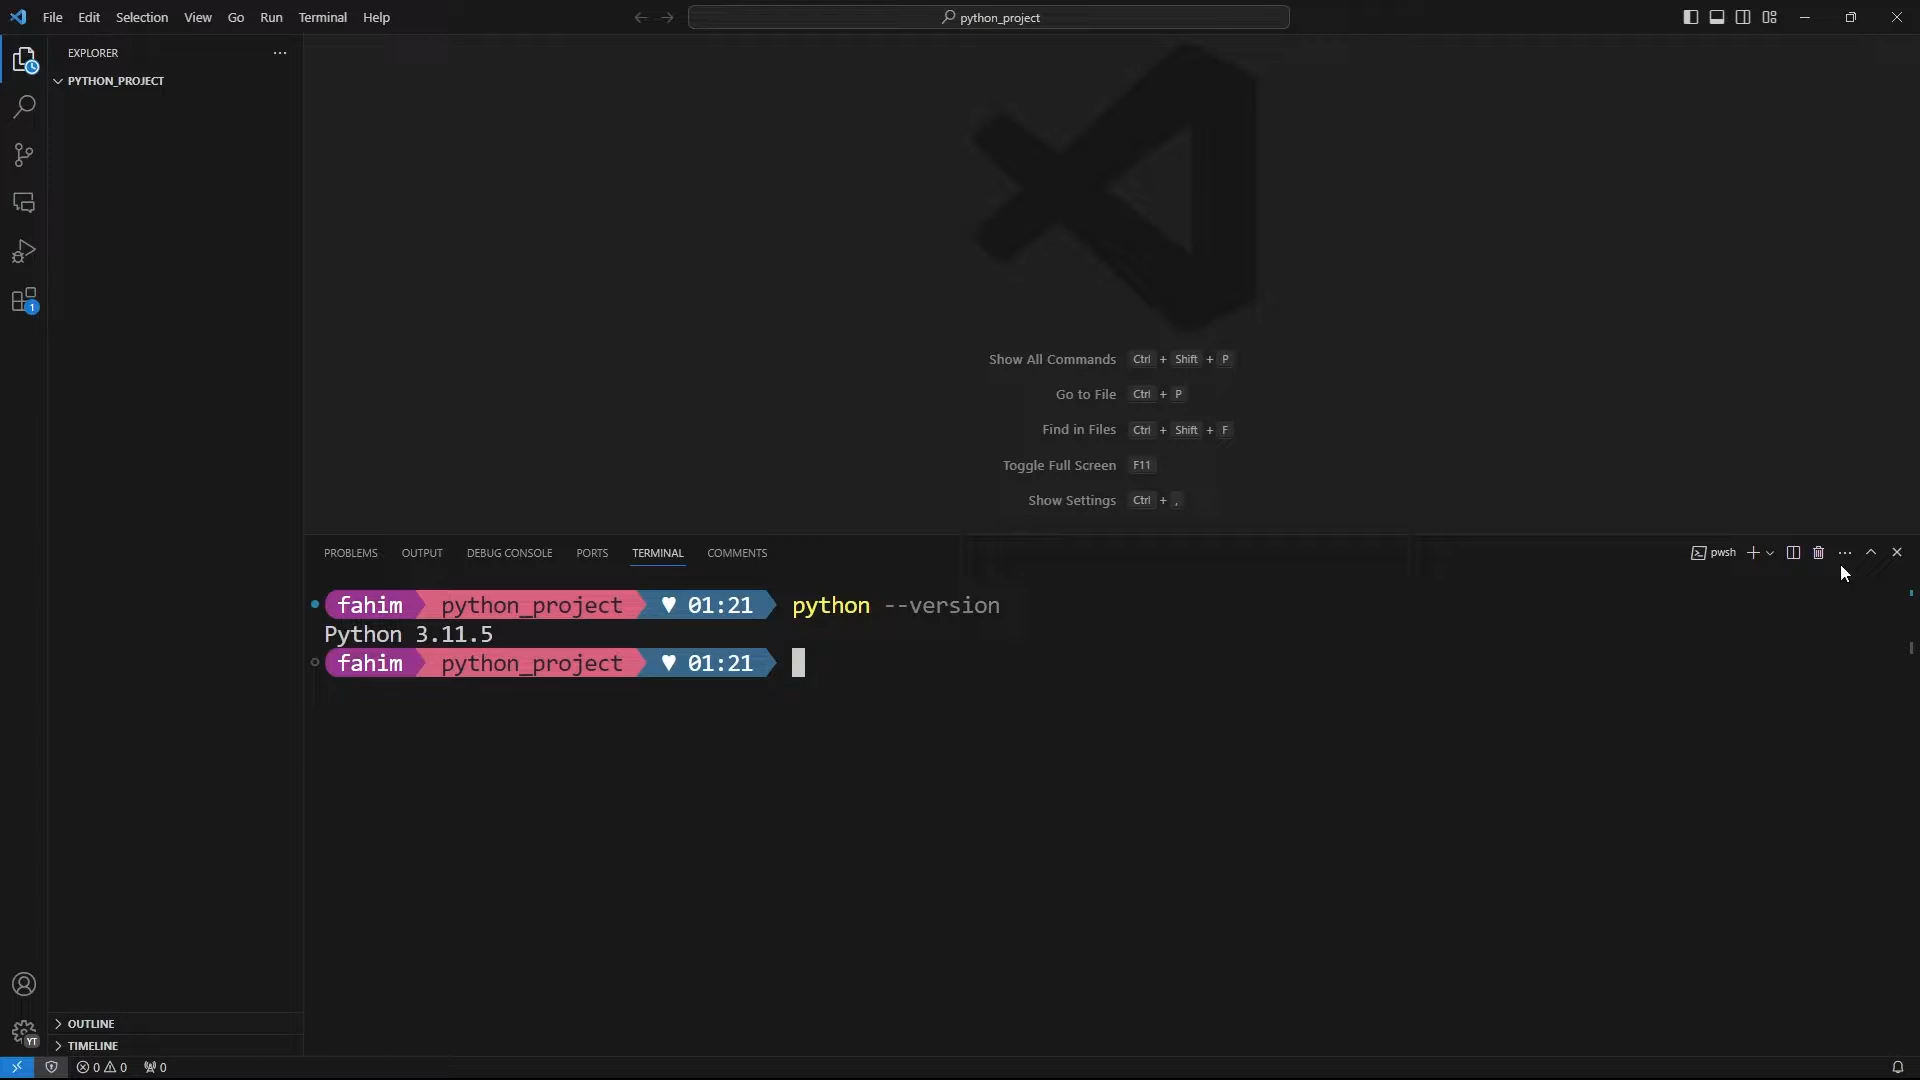 File Edit Selection View Go Run Terminal Help
python_project
EXPLORER
PYTHON_PROJECT
1
Show All Commands Ctrl + Shift + P
Go to File Ctrl + P
Find in Files Ctrl + Shift + F
Toggle Full Screen F11
Show Settings Ctrl + ,
PROBLEMS OUTPUT DEBUG CONSOLE PORTS TERMINAL COMMENTS
pwsh
fahim python_project ♥ 01:21 python --version
Python 3.11.5
fahim python_project ♥ 01:21
YT
OUTLINE
TIMELINE
0 0 0